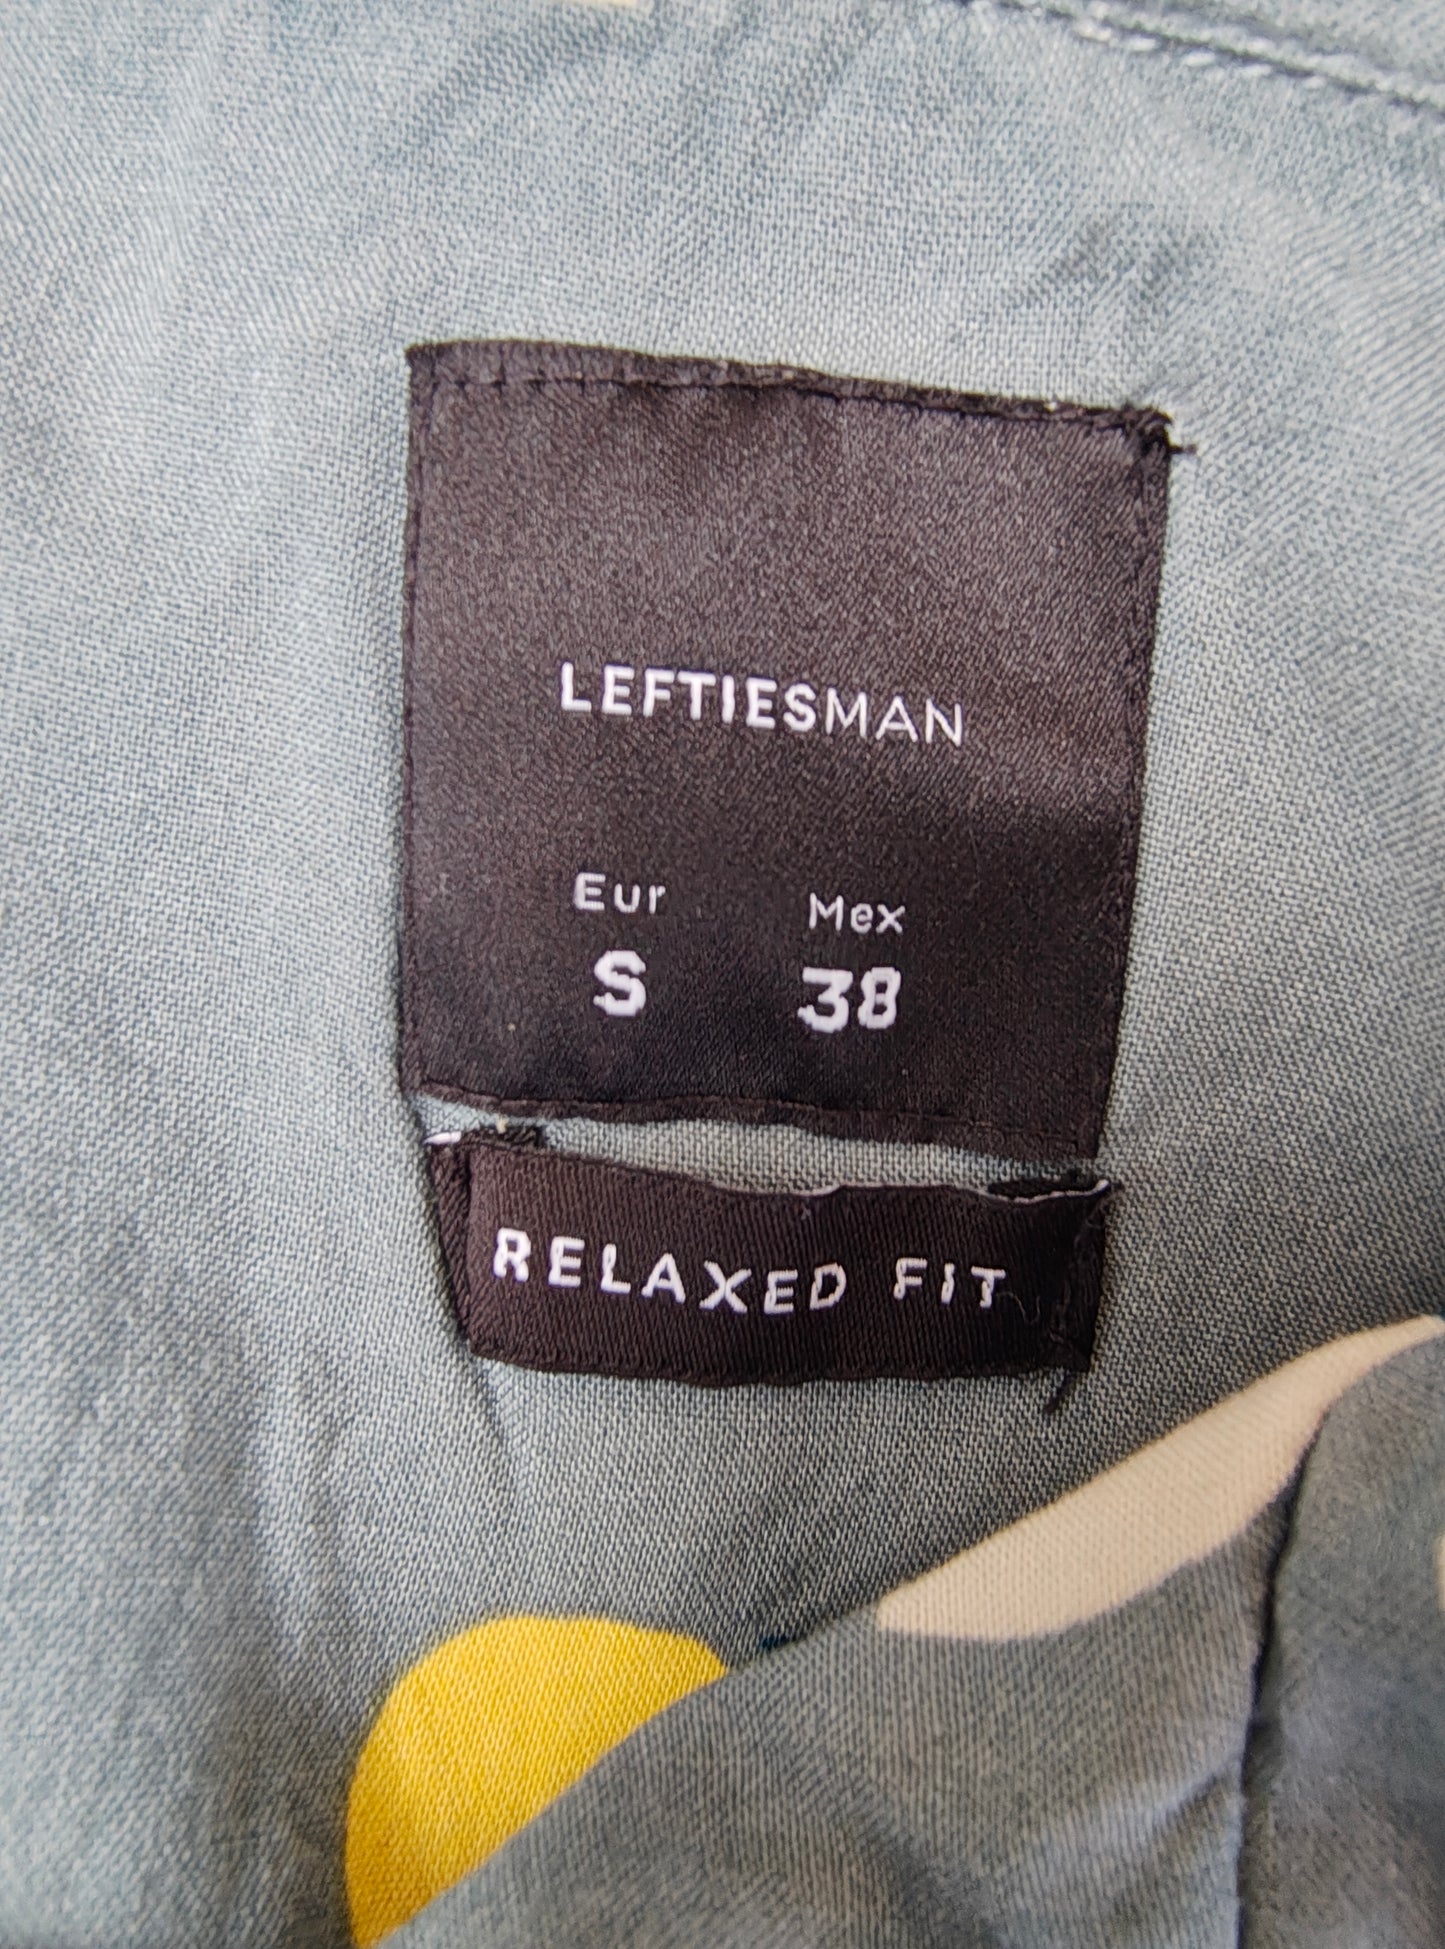 LEFTIESMAN
Eur Mex
S 38
RELAXED FIT